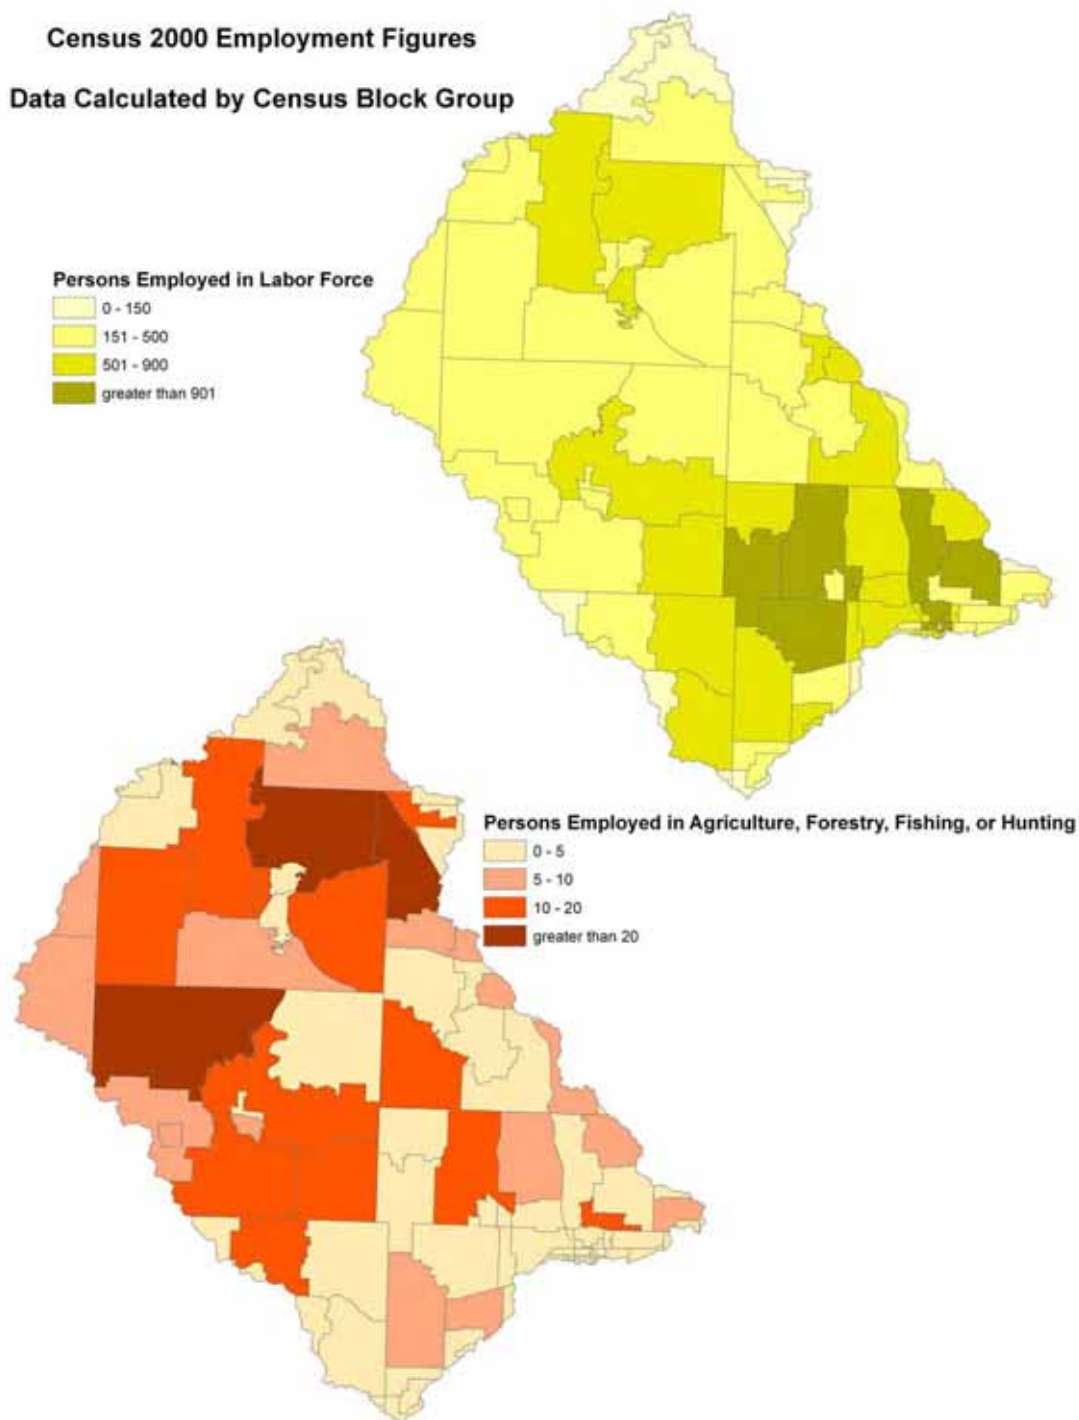 Census 2000 Employment Figures
Data Calculated by Census Block Group
Persons Employed in Labor Force
0 - 150
151 - 500
501 - 900
greater than 901
Persons Employed in Agriculture, Forestry, Fishing, or Hunting
0 - 5
5 - 10
10 - 20
greater than 20